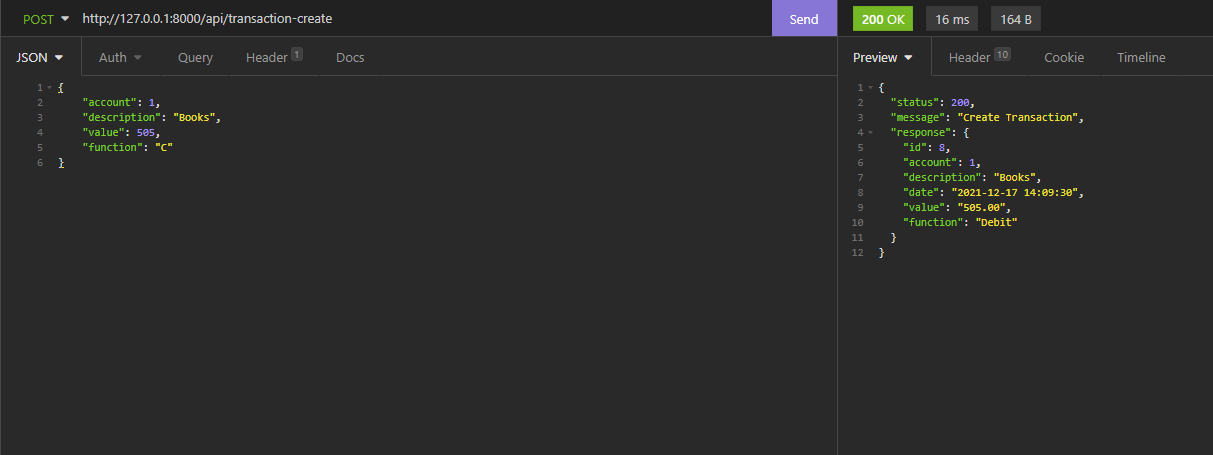 POST http://127.0.0.1:8000/api/transaction-create Send 200 OK 16 ms 164 B
JSON Auth Query Header 1 Docs
1 {
2 "account": 1,
3 "description": "Books",
4 "value": 505,
5 "function": "C"
6 }
Preview Header 10 Cookie Timeline
1 {
2 "status": 200,
3 "message": "Create Transaction",
4 "response": {
5 "id": 8,
6 "account": 1,
7 "description": "Books",
8 "date": "2021-12-17 14:09:30",
9 "value": "505.00",
10 "function": "Debit"
11 }
12 }